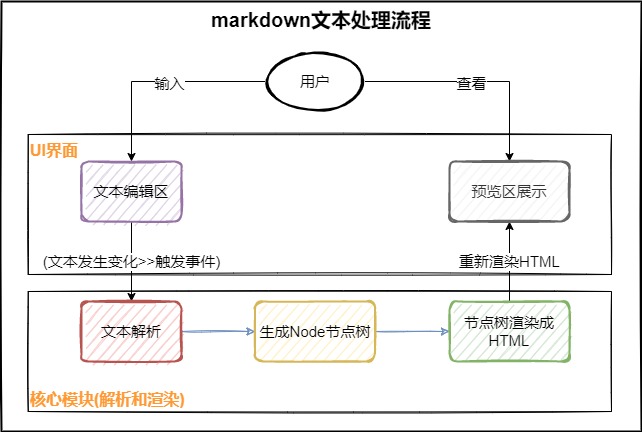 markdown文本处理流程
输入
用户
查看
UI界面
文本编辑区
预览区展示
(文本发生变化>>触发事件)
重新渲染HTML
文本解析
生成Node节点树
节点树渲染成
HTML
核心模块(解析和渲染)